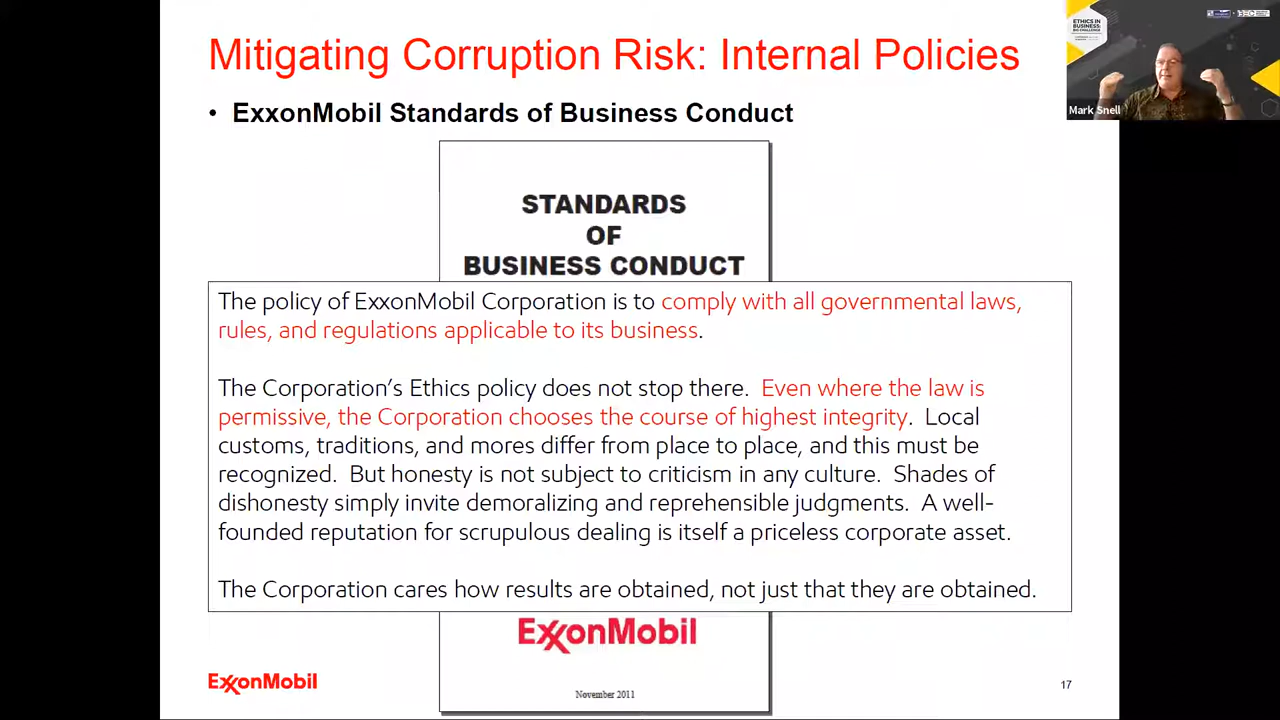 Mitigating Corruption Risk: Internal Policies
• ExxonMobil Standards of Business Conduct
STANDARDS
OF
BUSINESS CONDUCT
The policy of ExxonMobil Corporation is to comply with all governmental laws,
rules, and regulations applicable to its business.
The Corporation’s Ethics policy does not stop there. Even where the law is
permissive, the Corporation chooses the course of highest integrity. Local
customs, traditions, and mores differ from place to place, and this must be
recognized. But honesty is not subject to criticism in any culture. Shades of
dishonesty simply invite demoralizing and reprehensible judgments. A well-
founded reputation for scrupulous dealing is itself a priceless corporate asset.
The Corporation cares how results are obtained, not just that they are obtained.
ExxonMobil
November 2011
ExxonMobil
17
ETHICS IN
BUSINESS:
BIG CHALLENGE
Mark Snell